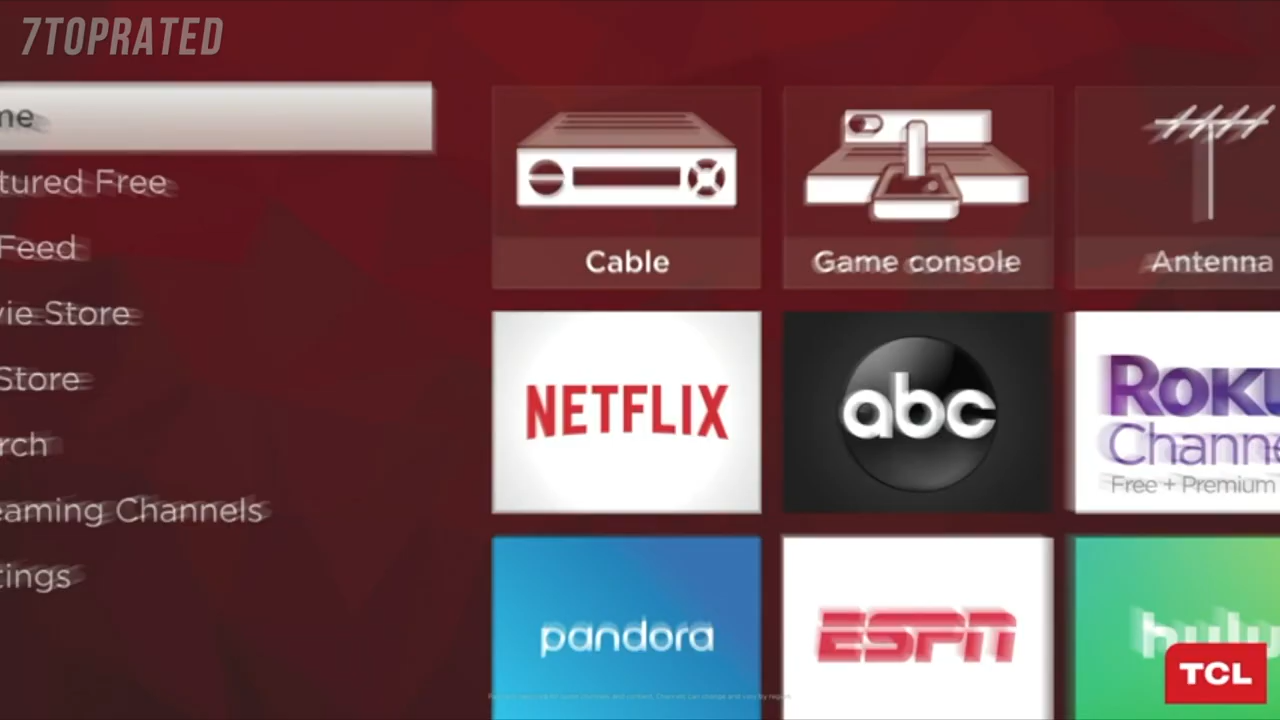 7TOPRATED
me
tured Free
Feed
vie Store
Store
rch
eaming Channels
tings
Cable
Game console
Antenna
NETFLIX
abc
ROKU
Channe
Free + Premium
pandora
ESPN
hulu
TCL